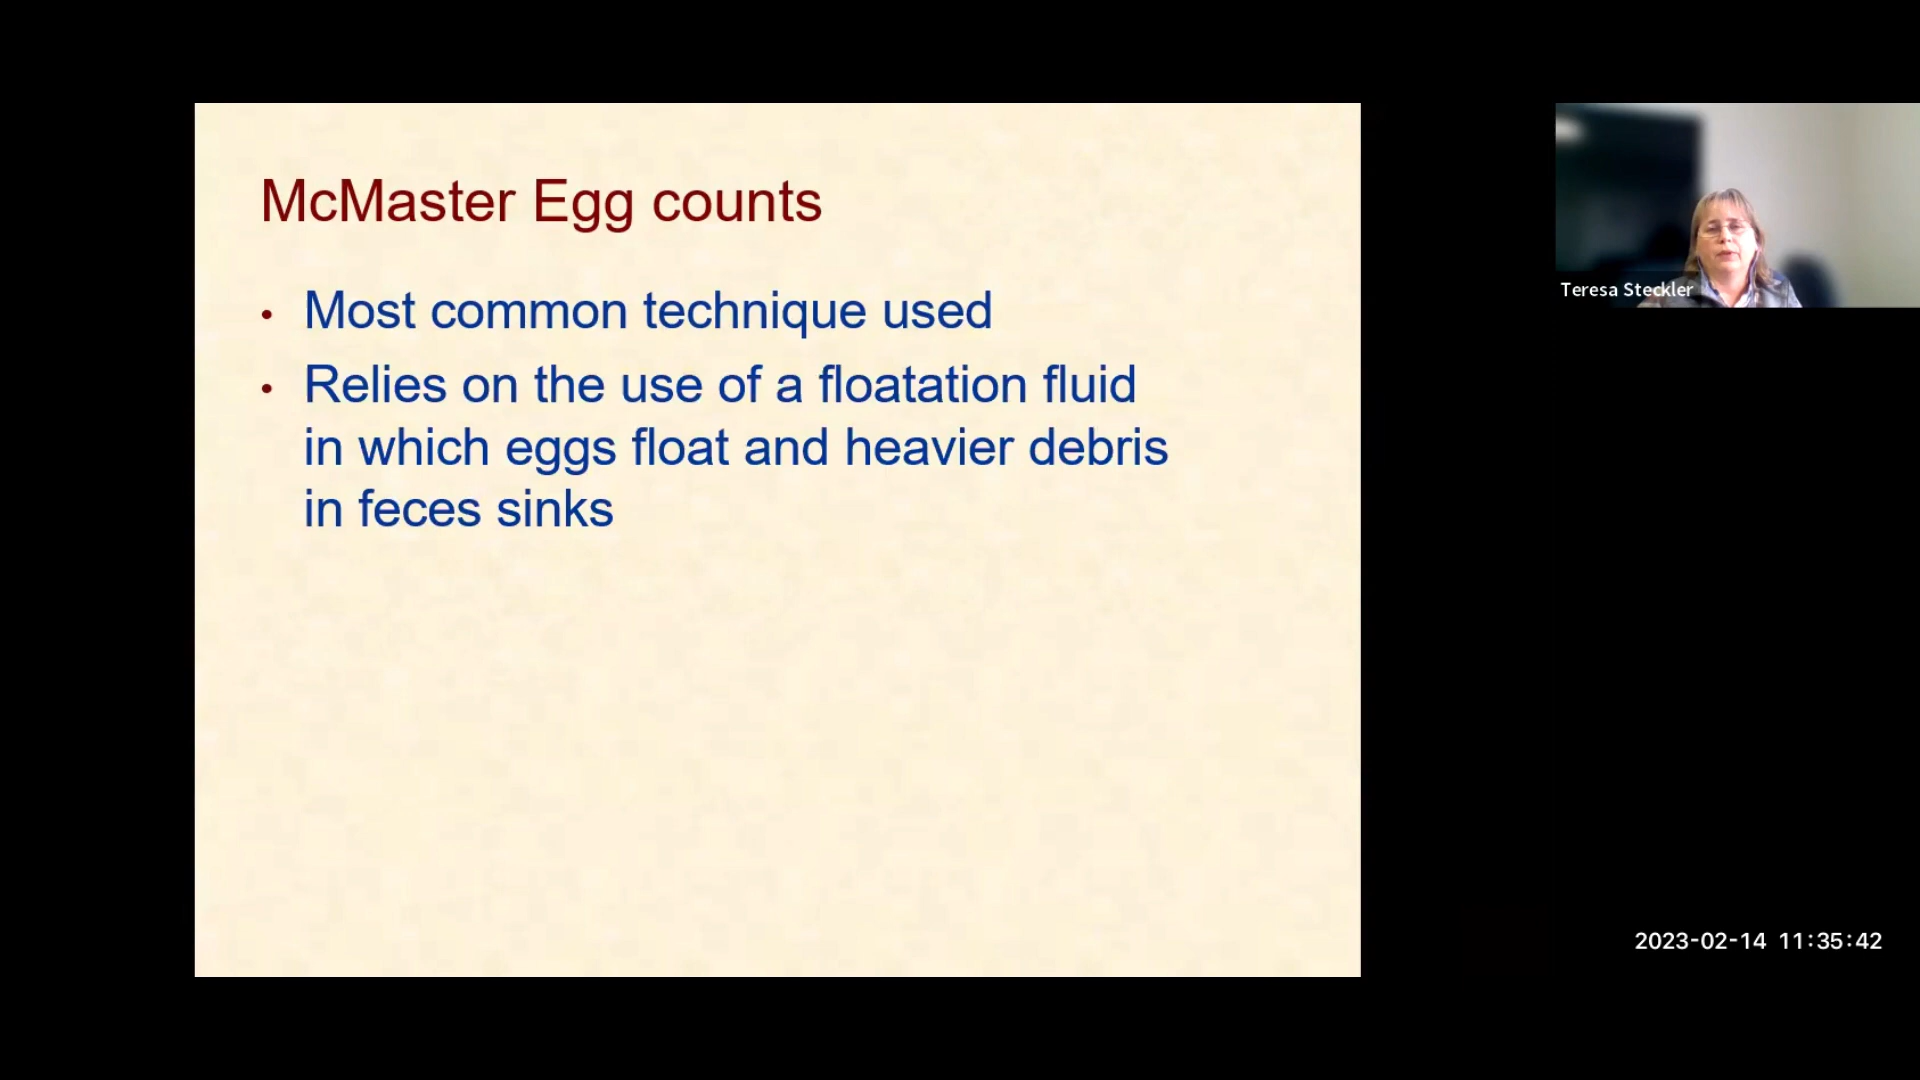 McMaster Egg counts
• Most common technique used
• Relies on the use of a floatation fluid
in which eggs float and heavier debris
in feces sinks
Teresa Steckler
2023-02-14 11:35:42